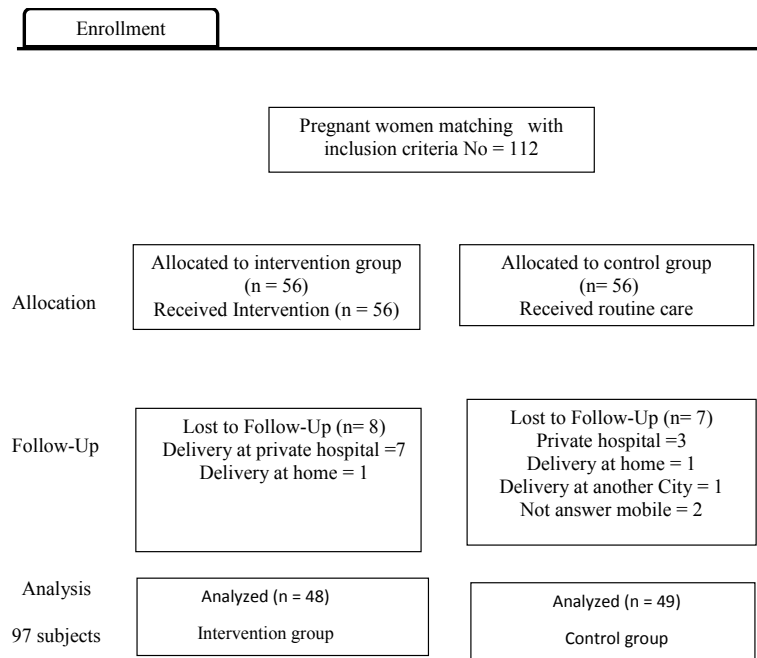 Enrollment
Pregnant women matching with
inclusion criteria No = 112
Allocation
Allocated to intervention group
(n = 56)
Received Intervention (n = 56)
Allocated to control group
(n= 56)
Received routine care
Follow-Up
Lost to Follow-Up (n= 8)
Delivery at private hospital =7
Delivery at home = 1
Lost to Follow-Up (n= 7)
Private hospital =3
Delivery at home = 1
Delivery at another City = 1
Not answer mobile = 2
Analysis
97 subjects
Analyzed (n = 48)
Intervention group
Analyzed (n = 49)
Control group